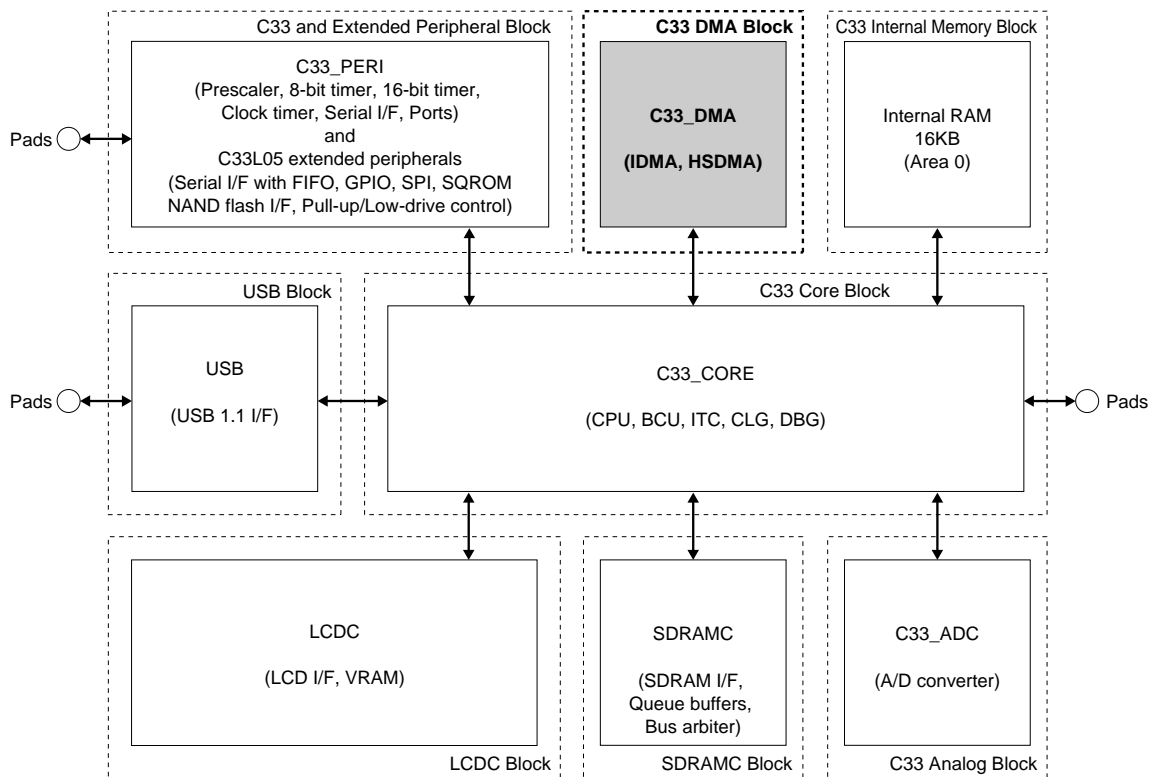 C33 and Extended Peripheral Block
C33_PERI
(Prescaler, 8-bit timer, 16-bit timer,
Clock timer, Serial I/F, Ports)
and
C33L05 extended peripherals
(Serial I/F with FIFO, GPIO, SPI, SQROM
NAND flash I/F, Pull-up/Low-drive control)
Pads
C33 DMA Block
C33_DMA
(IDMA, HSDMA)
C33 Internal Memory Block
Internal RAM
16KB
(Area 0)
USB Block
USB
(USB 1.1 I/F)
Pads
C33 Core Block
C33_CORE
(CPU, BCU, ITC, CLG, DBG)
Pads
LCDC
(LCD I/F, VRAM)
LCDC Block
SDRAMC
(SDRAM I/F,
Queue buffers,
Bus arbiter)
SDRAMC Block
C33_ADC
(A/D converter)
C33 Analog Block